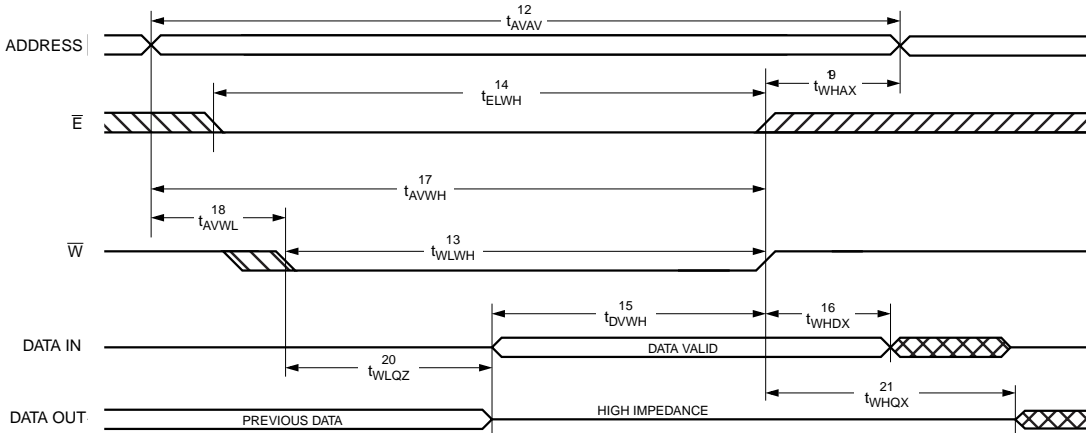 12
tAVAV
ADDRESS
14
tELWH
19
tWHAX
E
17
tAVWH
18
tAVWL
W
13
tWLWH
15
tDVWH
16
tWHDX
DATA IN
DATA VALID
20
tWLQZ
21
tWHQX
DATA OUT
PREVIOUS DATA
HIGH IMPEDANCE